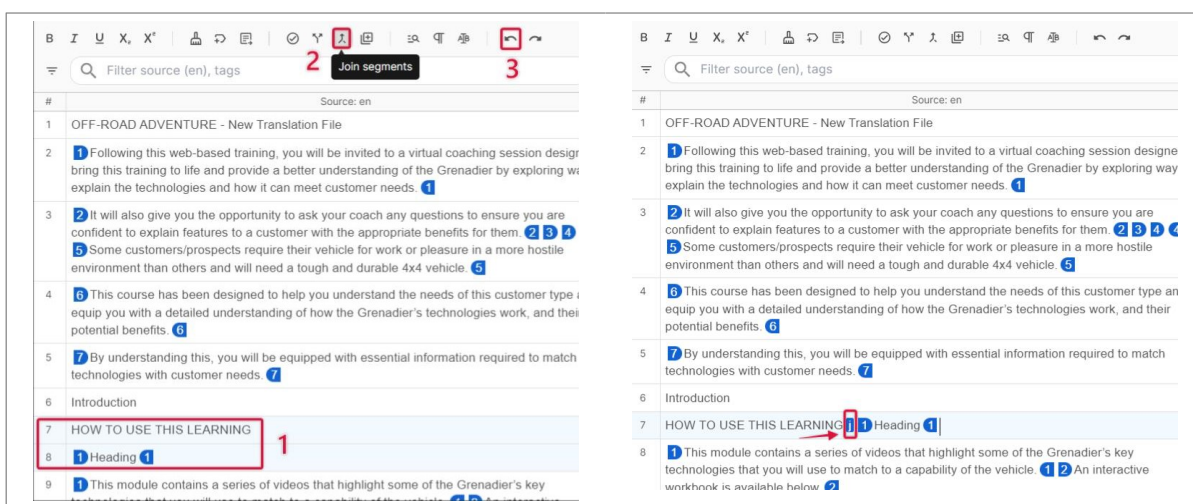 B I U X₂ X²
2 Join segments 3
Filter source (en), tags
# Source: en
1 OFF-ROAD ADVENTURE - New Translation File
2 1 Following this web-based training, you will be invited to a virtual coaching session
bring this training to life and provide a better understanding of the Grenadier by exploring
explain the technologies and how it can meet customer needs. 1
3 2 It will also give you the opportunity to ask your coach any questions to ensure you are
confident to explain features to a customer with the appropriate benefits for them. 2 3 4
5 Some customers/prospects require their vehicle for work or pleasure in a more hostile
environment than others and will need a tough and durable 4x4 vehicle. 5
4 6 This course has been designed to help you understand the needs of this customer type
equip you with a detailed understanding of how the Grenadier's technologies work, and
potential benefits. 6
5 7 By understanding this, you will be equipped with essential information required to match
technologies with customer needs. 7
6 Introduction
7 HOW TO USE THIS LEARNING
1
8 1 Heading 1
9 1 This module contains a series of videos that highlight some of the Grenadier's key
B I U X₂ X²
Filter source (en), tags
# Source: en
1 OFF-ROAD ADVENTURE - New Translation File
2 1 Following this web-based training, you will be invited to a virtual coaching session designe
bring this training to life and provide a better understanding of the Grenadier by exploring way
explain the technologies and how it can meet customer needs. 1
3 2 It will also give you the opportunity to ask your coach any questions to ensure you are
confident to explain features to a customer with the appropriate benefits for them. 2 3 4
5 Some customers/prospects require their vehicle for work or pleasure in a more hostile
environment than others and will need a tough and durable 4x4 vehicle. 5
4 6 This course has been designed to help you understand the needs of this customer type an
equip you with a detailed understanding of how the Grenadier's technologies work, and their
potential benefits. 6
5 7 By understanding this, you will be equipped with essential information required to match
technologies with customer needs. 7
6 Introduction
7 HOW TO USE THIS LEARNING j 1 Heading 1
8 1 This module contains a series of videos that highlight some of the Grenadier's key
technologies that you will use to match to a capability of the vehicle. 1 2 An interactive
workbook is available below. 2